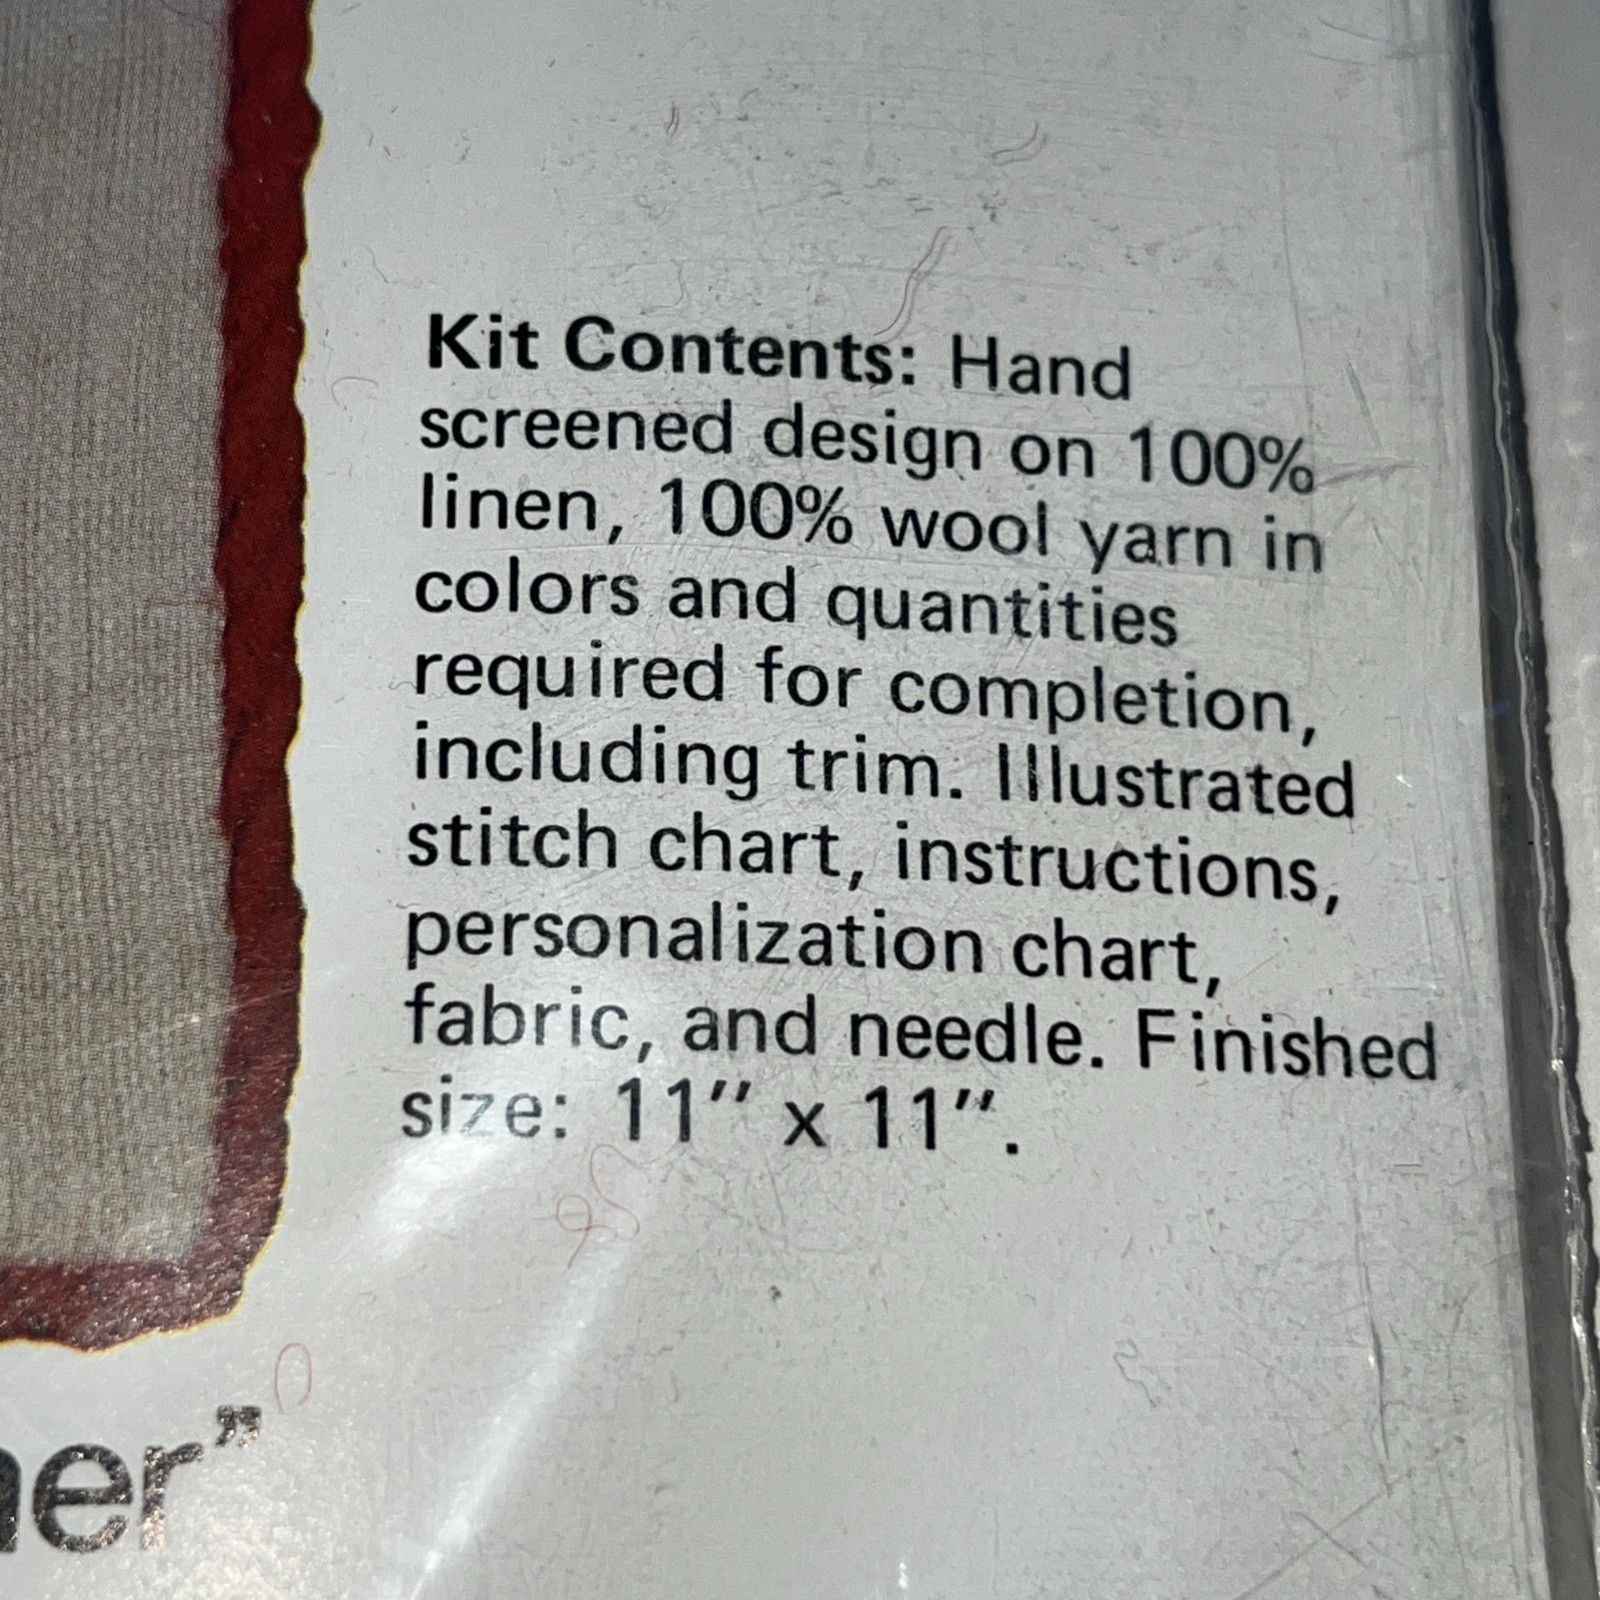 Kit Contents: Hand
screened design on 100%
linen, 100% wool yarn in
colors and quantities
required for completion,
including trim. Illustrated
stitch chart, instructions,
personalization chart,
fabric, and needle. Finished
size: 11" x 11".